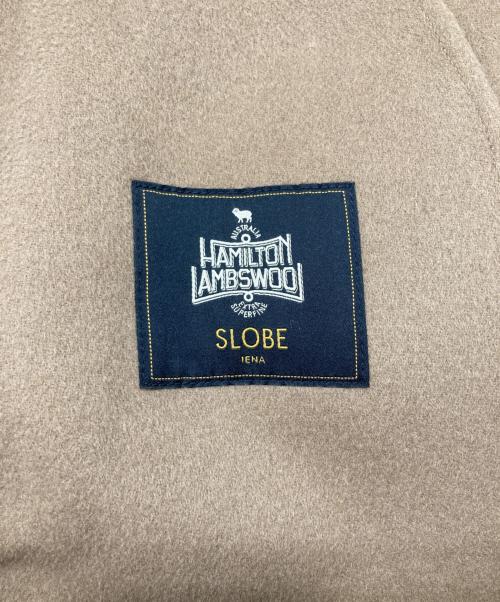 AUSTRALIA
HAMILTON
LAMBSWOOL
EXTRA
SUPERFINE
SLOBE
IENA